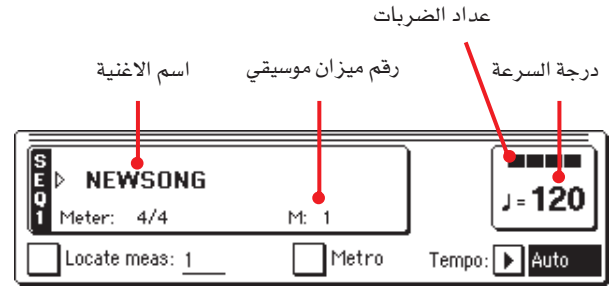 عداد الضربات
درجة السرعة
رقم ميزان موسيقي
اسم الاغنية
SEQ1
NEWSONG
Meter: 4/4 M: 1
♩ = 120
Locate meas: 1 Metro Tempo: Auto